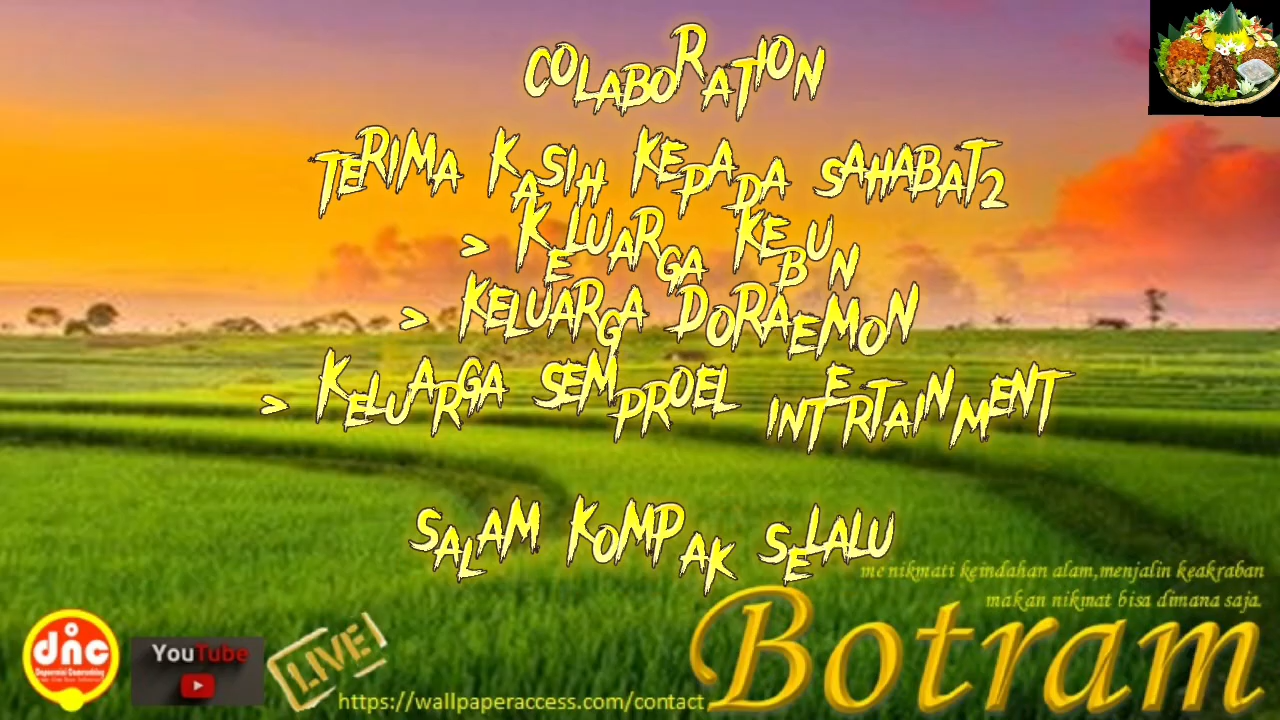 COLABORATION
TERIMA KASIH KEPADA SAHABAT2
> KELUARGA KEBUN
> KELUARGA DORAEMON
> KELUARGA SEMPROEL INTERTAINMENT
SALAM KOMPAK SELALU
menikmati keindahan alam,menjalin keakraban
makan nikmat bisa dimana saja.
Botram
dnc
YouTube
LIVE
https://wallpaperaccess.com/contact